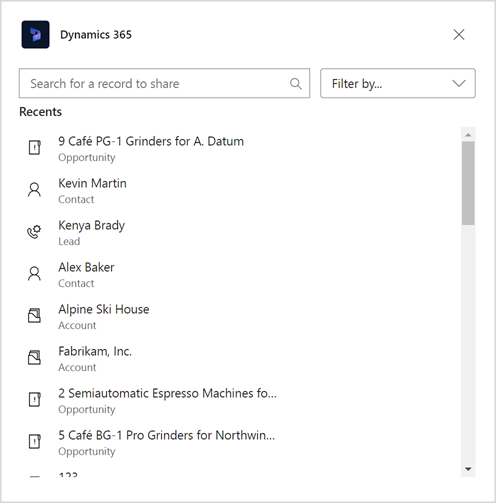 Dynamics 365
Search for a record to share
Filter by...
Recents
9 Café PG-1 Grinders for A. Datum
Opportunity
Kevin Martin
Contact
Kenya Brady
Lead
Alex Baker
Contact
Alpine Ski House
Account
Fabrikam, Inc.
Account
2 Semiautomatic Espresso Machines fo...
Opportunity
5 Café BG-1 Pro Grinders for Northwin...
Opportunity
123